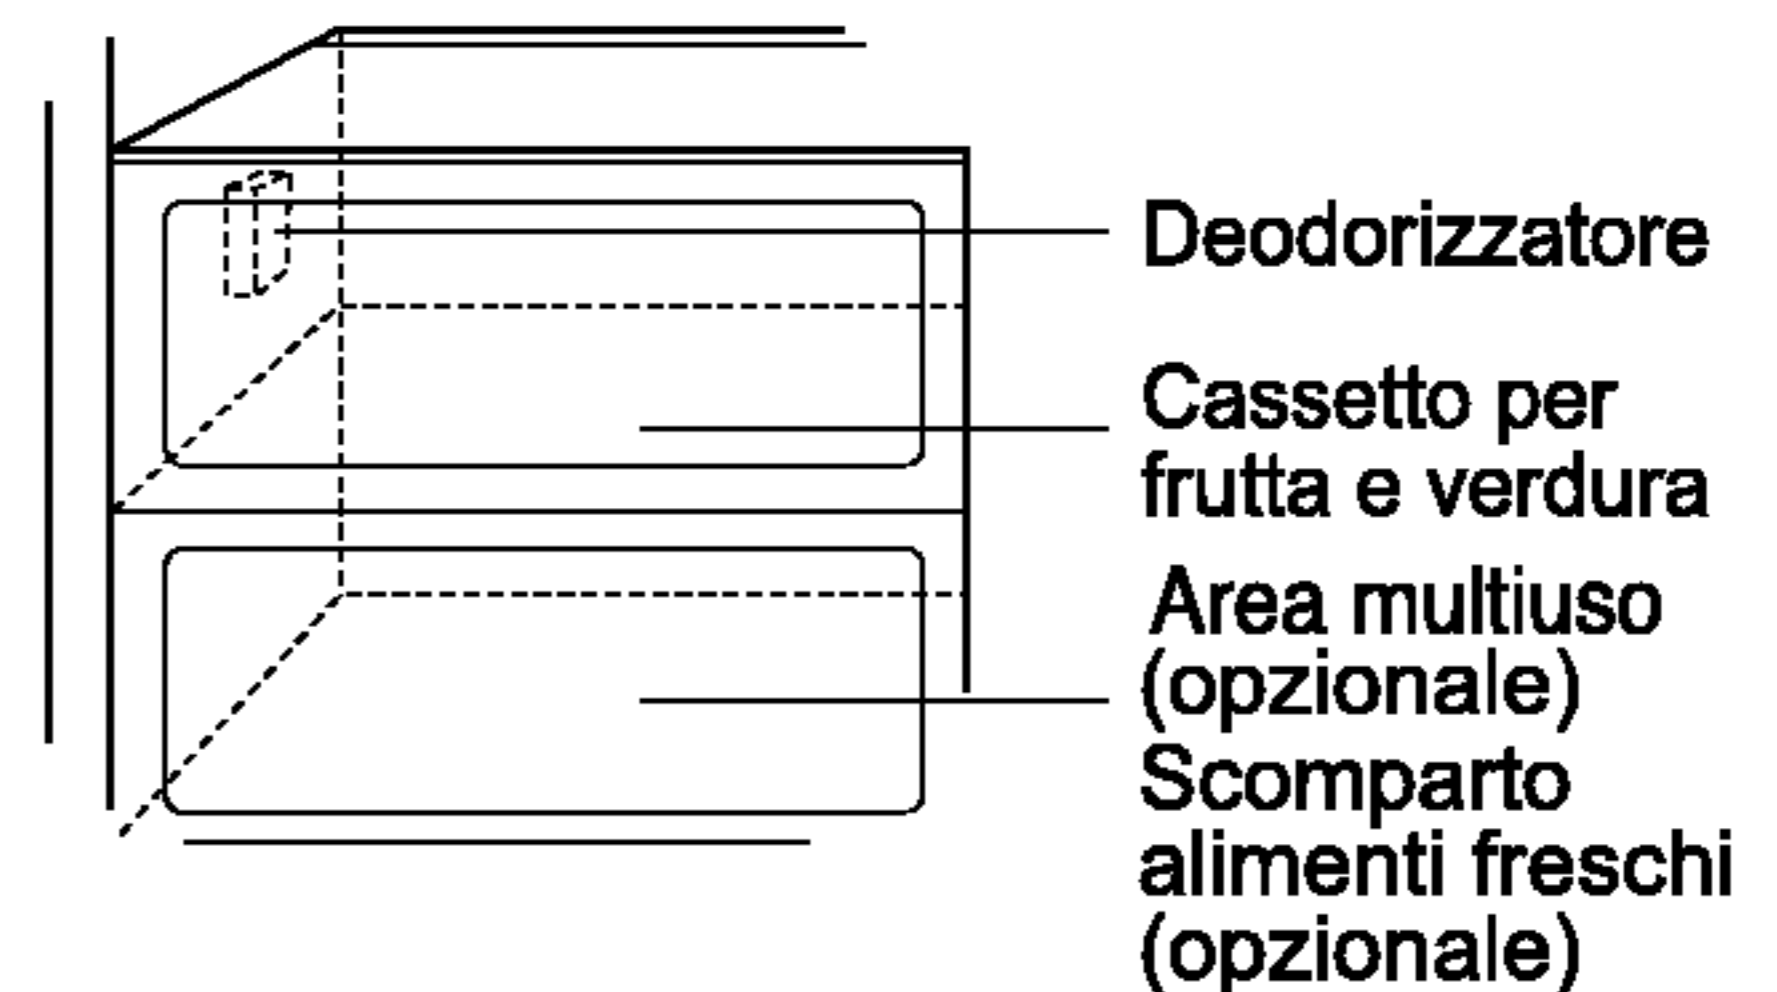 Deodorizzatore
Cassetto per
frutta e verdura
Area multiuso
(opzionale)
Scomparto
alimenti freschi
(opzionale)